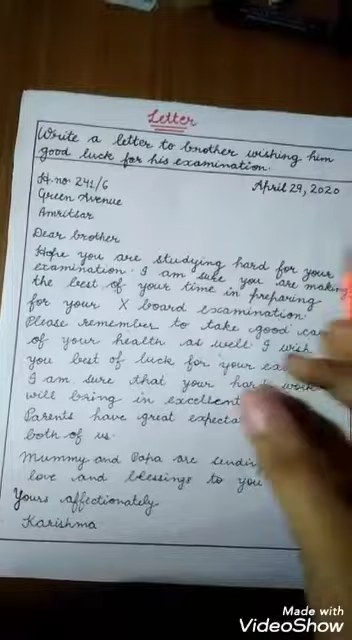 Letter
Write a letter to brother wishing him
good luck for his examination.
H.no 241/6
April 29, 2020
Green Avenue
Amritsar
Dear brother
Hope you are studying hard for your
examination. I am sure you are making
the best of your time in preparing
for your X board examination
Please remember to take good
of your health as well. I wish
you best of luck for your
I am sure that your hard work
will bring in excellent
Parents have great
both of us.
Mummy and Papa are
love and blessings to you
Yours affectionately
Karishma
Made with
VideoShow